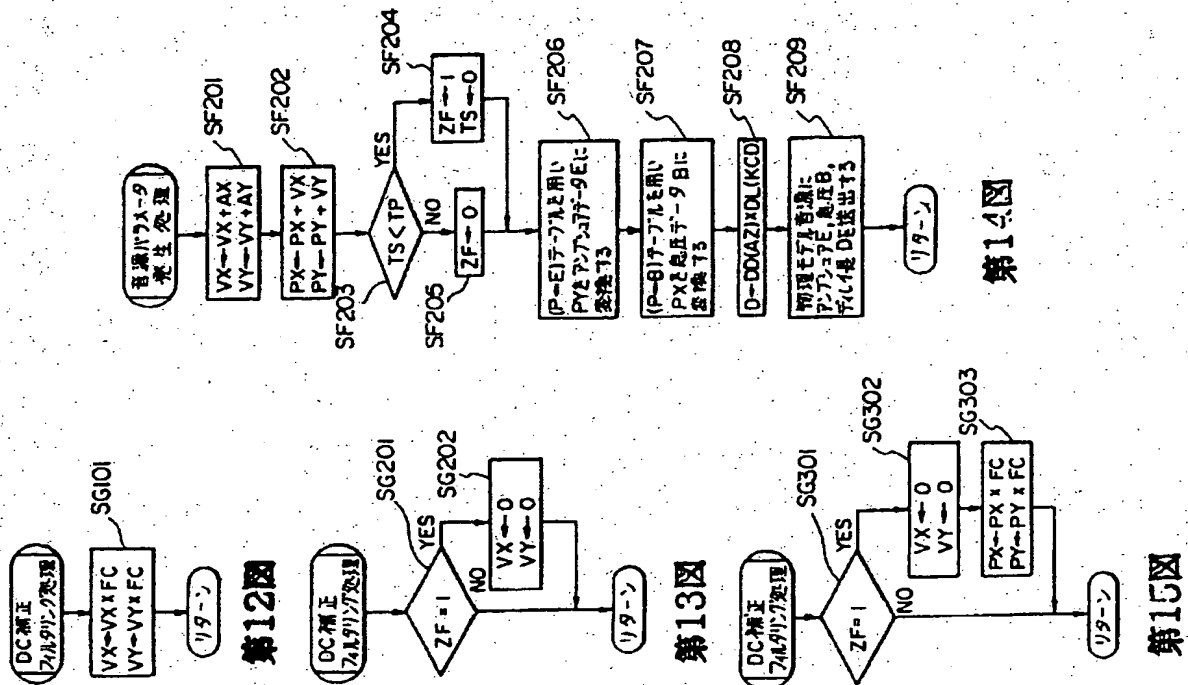 DC補正
フィルタリング処理
SG101
VX←VX×FC
VY←VY×FC
リターン
第12図
DC補正
フィルタリング処理
SG201
ZF=1
YES
NO
SG202
VX←0
VY←0
リターン
第13図
音源パラメータ
発生処理
SF201
VX←VX+AX
VY←VY+AY
SF202
PX←PX+VX
PY←PY+VY
SF203
TS<TP
YES
NO
SF204
ZF←1
TS←0
SF205
ZF←0
SF206
(P-E)テーブルを用い
PYをアンブシュアデータEに
変換する
SF207
(P-B)テーブルを用い
PXを息圧データBに
変換する
SF208
D←DD(AZ)×DL(KCD)
SF209
物理モデル音源に
アンブシュアE,息圧B,
ディレイ長Dを送出する
リターン
第14図
DC補正
フィルタリング処理
SG301
ZF=1
YES
NO
SG302
VX←0
VY←0
SG303
PX←PX×FC
PY←PY×FC
リターン
第15図